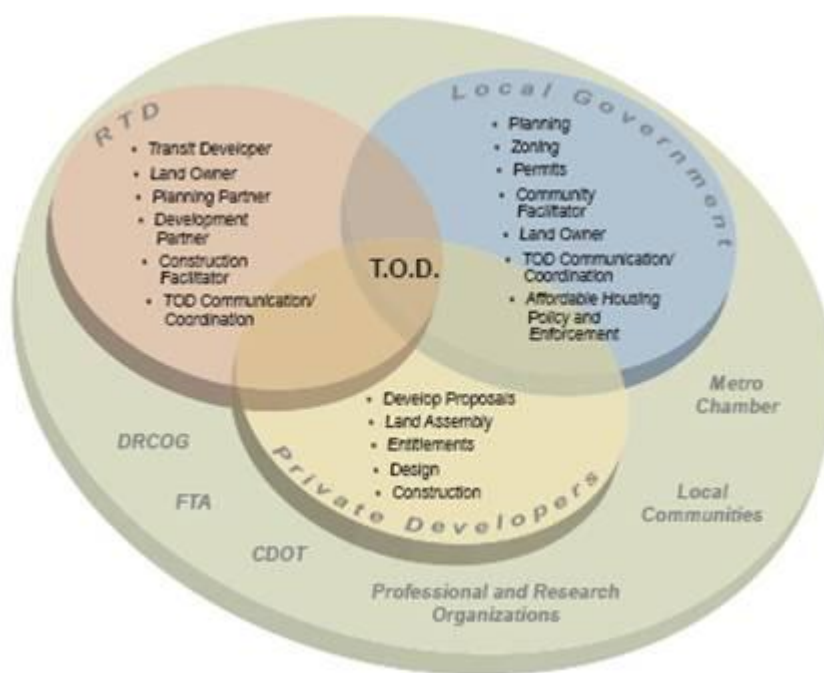 RTD
• Transit Developer
• Land Owner
• Planning Partner
• Development
Partner
• Construction
Facilitator
• TOD Communication/
Coordination
Local Government
• Planning
• Zoning
• Permits
• Community
Facilitator
• Land Owner
• TOD Communication/
Coordination
• Affordable Housing
Policy and
Enforcement
T.O.D.
• Develop Proposals
• Land Assembly
• Entitlements
• Design
• Construction
Private Developers
DRCOG
FTA
CDOT
Professional and Research
Organizations
Local
Communities
Metro
Chamber